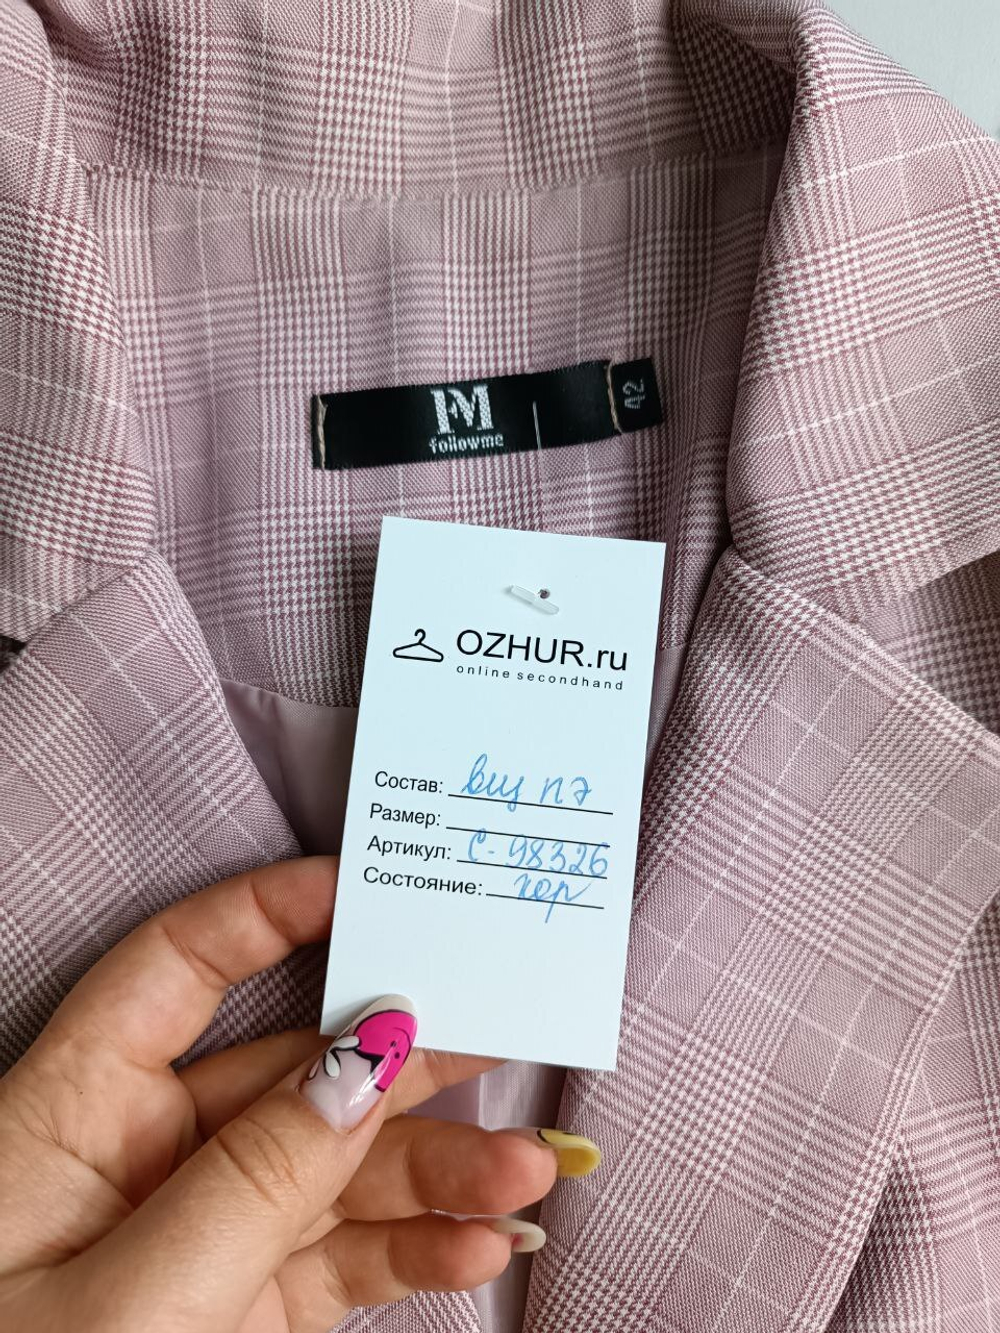 FM
followme
42
OZHUR.ru
online secondhand
Состав: виц пэ
Размер:
Артикул: С-98326
Состояние: хор